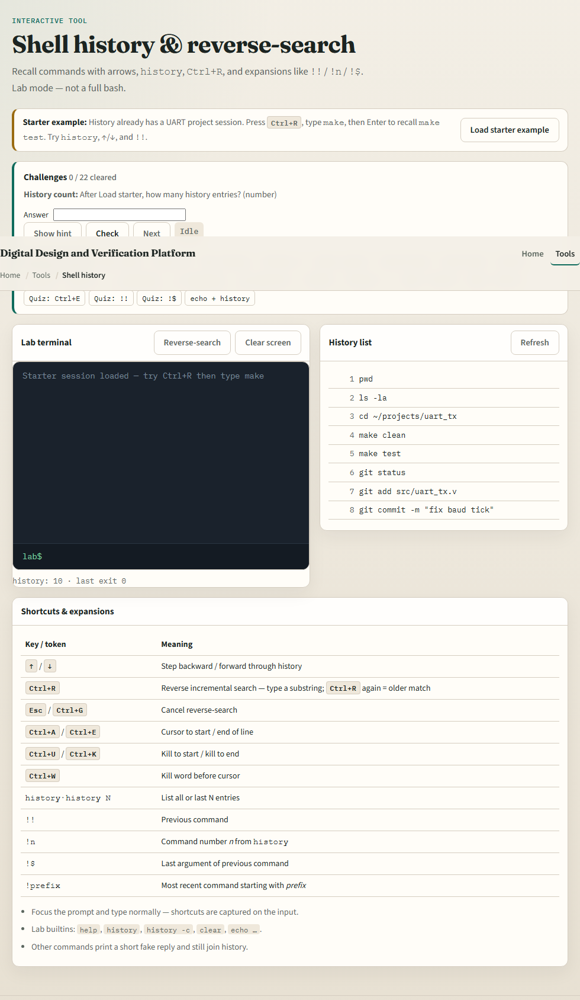 INTERACTIVE TOOL
Shell history & reverse-search
Recall commands with arrows, history, Ctrl+R, and expansions like !! / !n / !$.
Lab mode — not a full bash.
Starter example: History already has a UART project session. Press Ctrl+R, type make, then Enter to recall make
test. Try history, ↑/↓, and !!.
Load starter example
Challenges 0 / 22 cleared
History count: After Load starter, how many history entries? (number)
Answer
Show hint Check Next Idle
Digital Design and Verification Platform
Home Tools
Home / Tools / Shell history
Quiz: Ctrl+E Quiz: !! Quiz: !$ echo + history
Lab terminal
Reverse-search Clear screen
Starter session loaded — try Ctrl+R then type make
lab$
history: 10 · last exit 0
History list
Refresh
1 pwd
2 ls -la
3 cd ~/projects/uart_tx
4 make clean
5 make test
6 git status
7 git add src/uart_tx.v
8 git commit -m "fix baud tick"
Shortcuts & expansions
Key / token Meaning
↑ / ↓ Step backward / forward through history
Ctrl+R Reverse incremental search — type a substring; Ctrl+R again = older match
Esc / Ctrl+G Cancel reverse-search
Ctrl+A / Ctrl+E Cursor to start / end of line
Ctrl+U / Ctrl+K Kill to start / kill to end
Ctrl+W Kill word before cursor
history · history N List all or last N entries
!! Previous command
!n Command number n from history
!$ Last argument of previous command
!prefix Most recent command starting with prefix
• Focus the prompt and type normally — shortcuts are captured on the input.
• Lab builtins: help, history, history -c, clear, echo ….
• Other commands print a short fake reply and still join history.